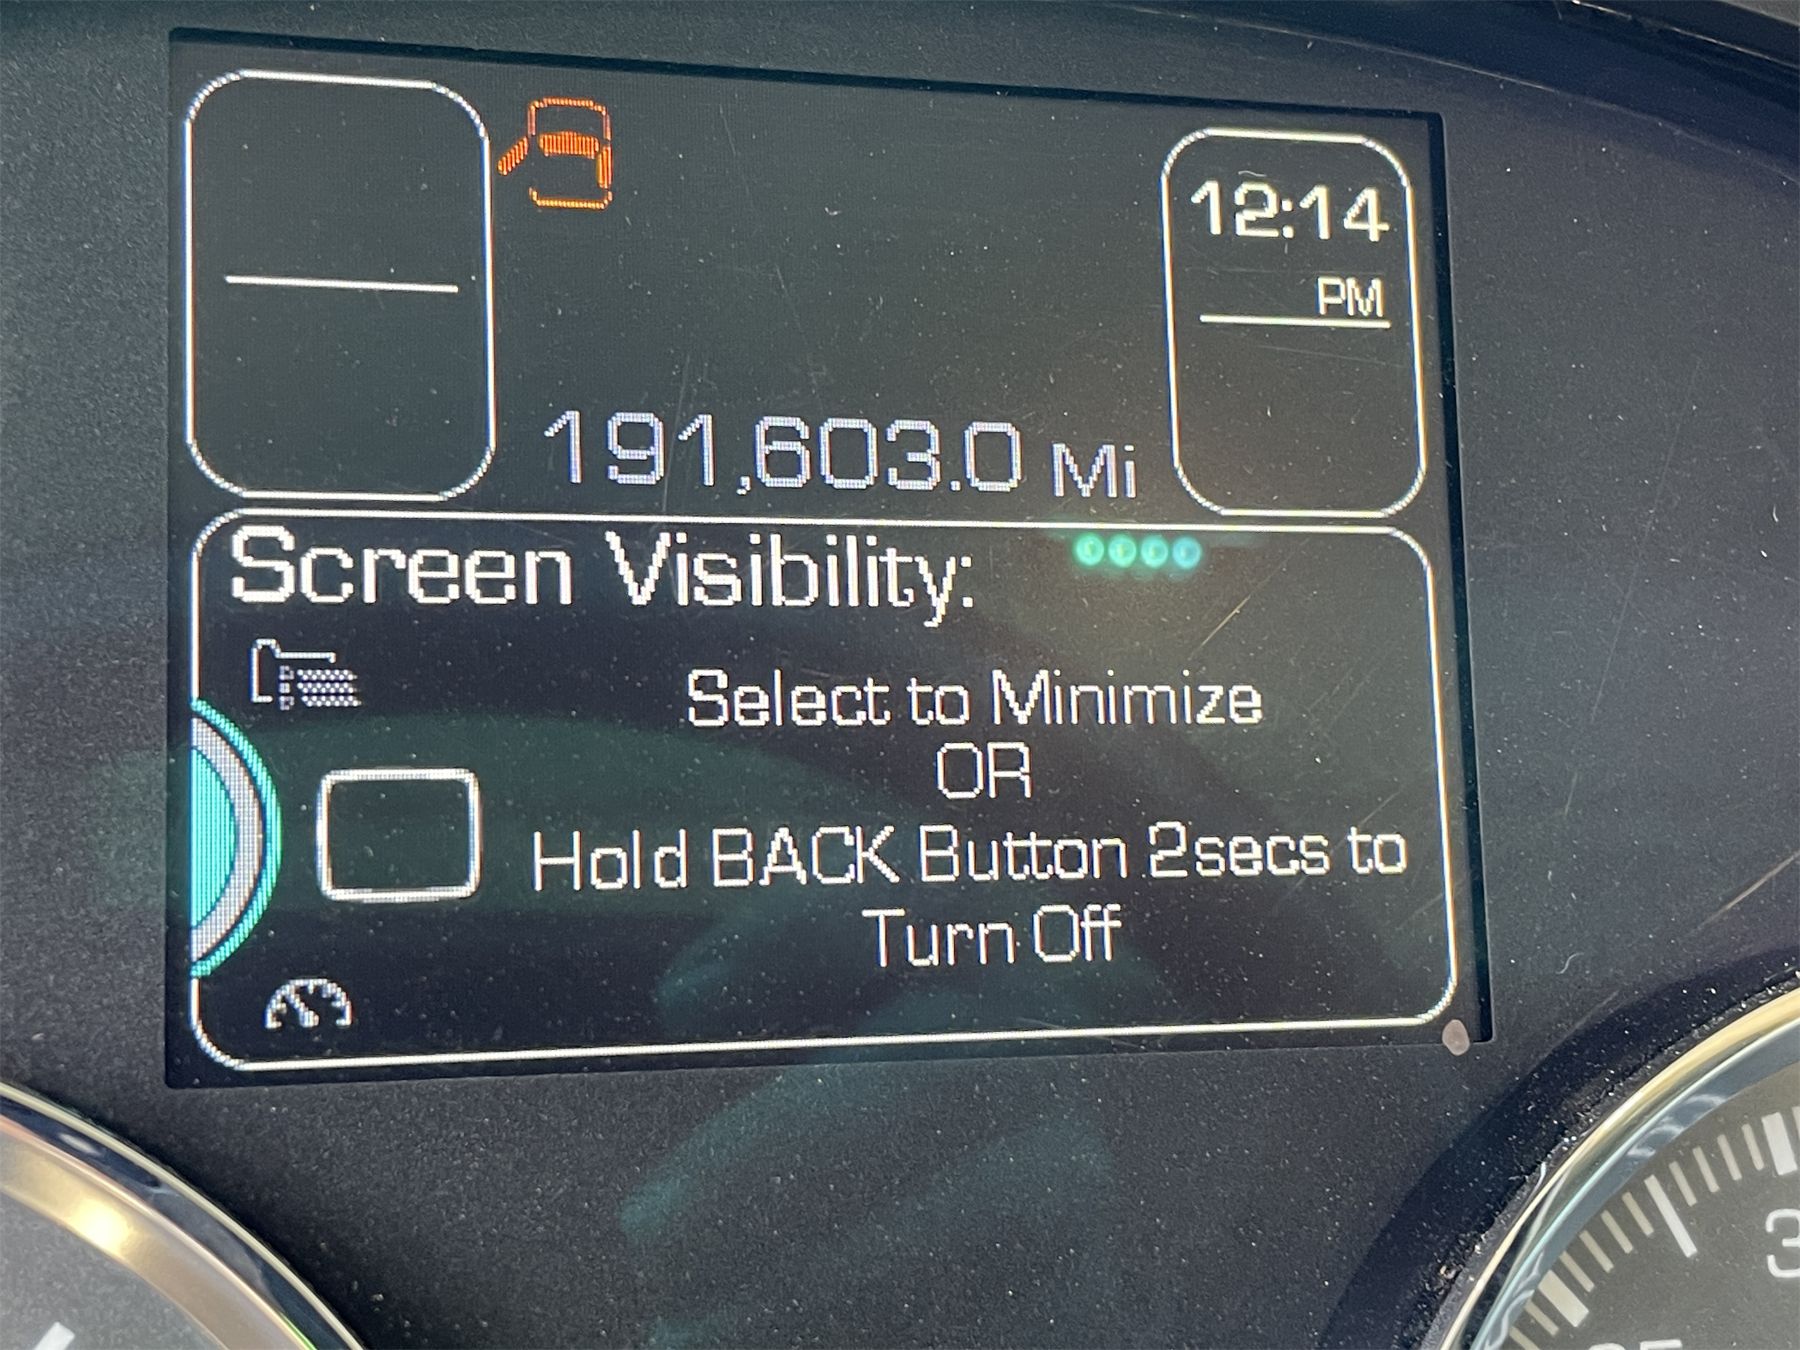 12:14
PM
191,603.0 Mi
Screen Visibility:
Select to Minimize
OR
Hold BACK Button 2secs to
Turn Off